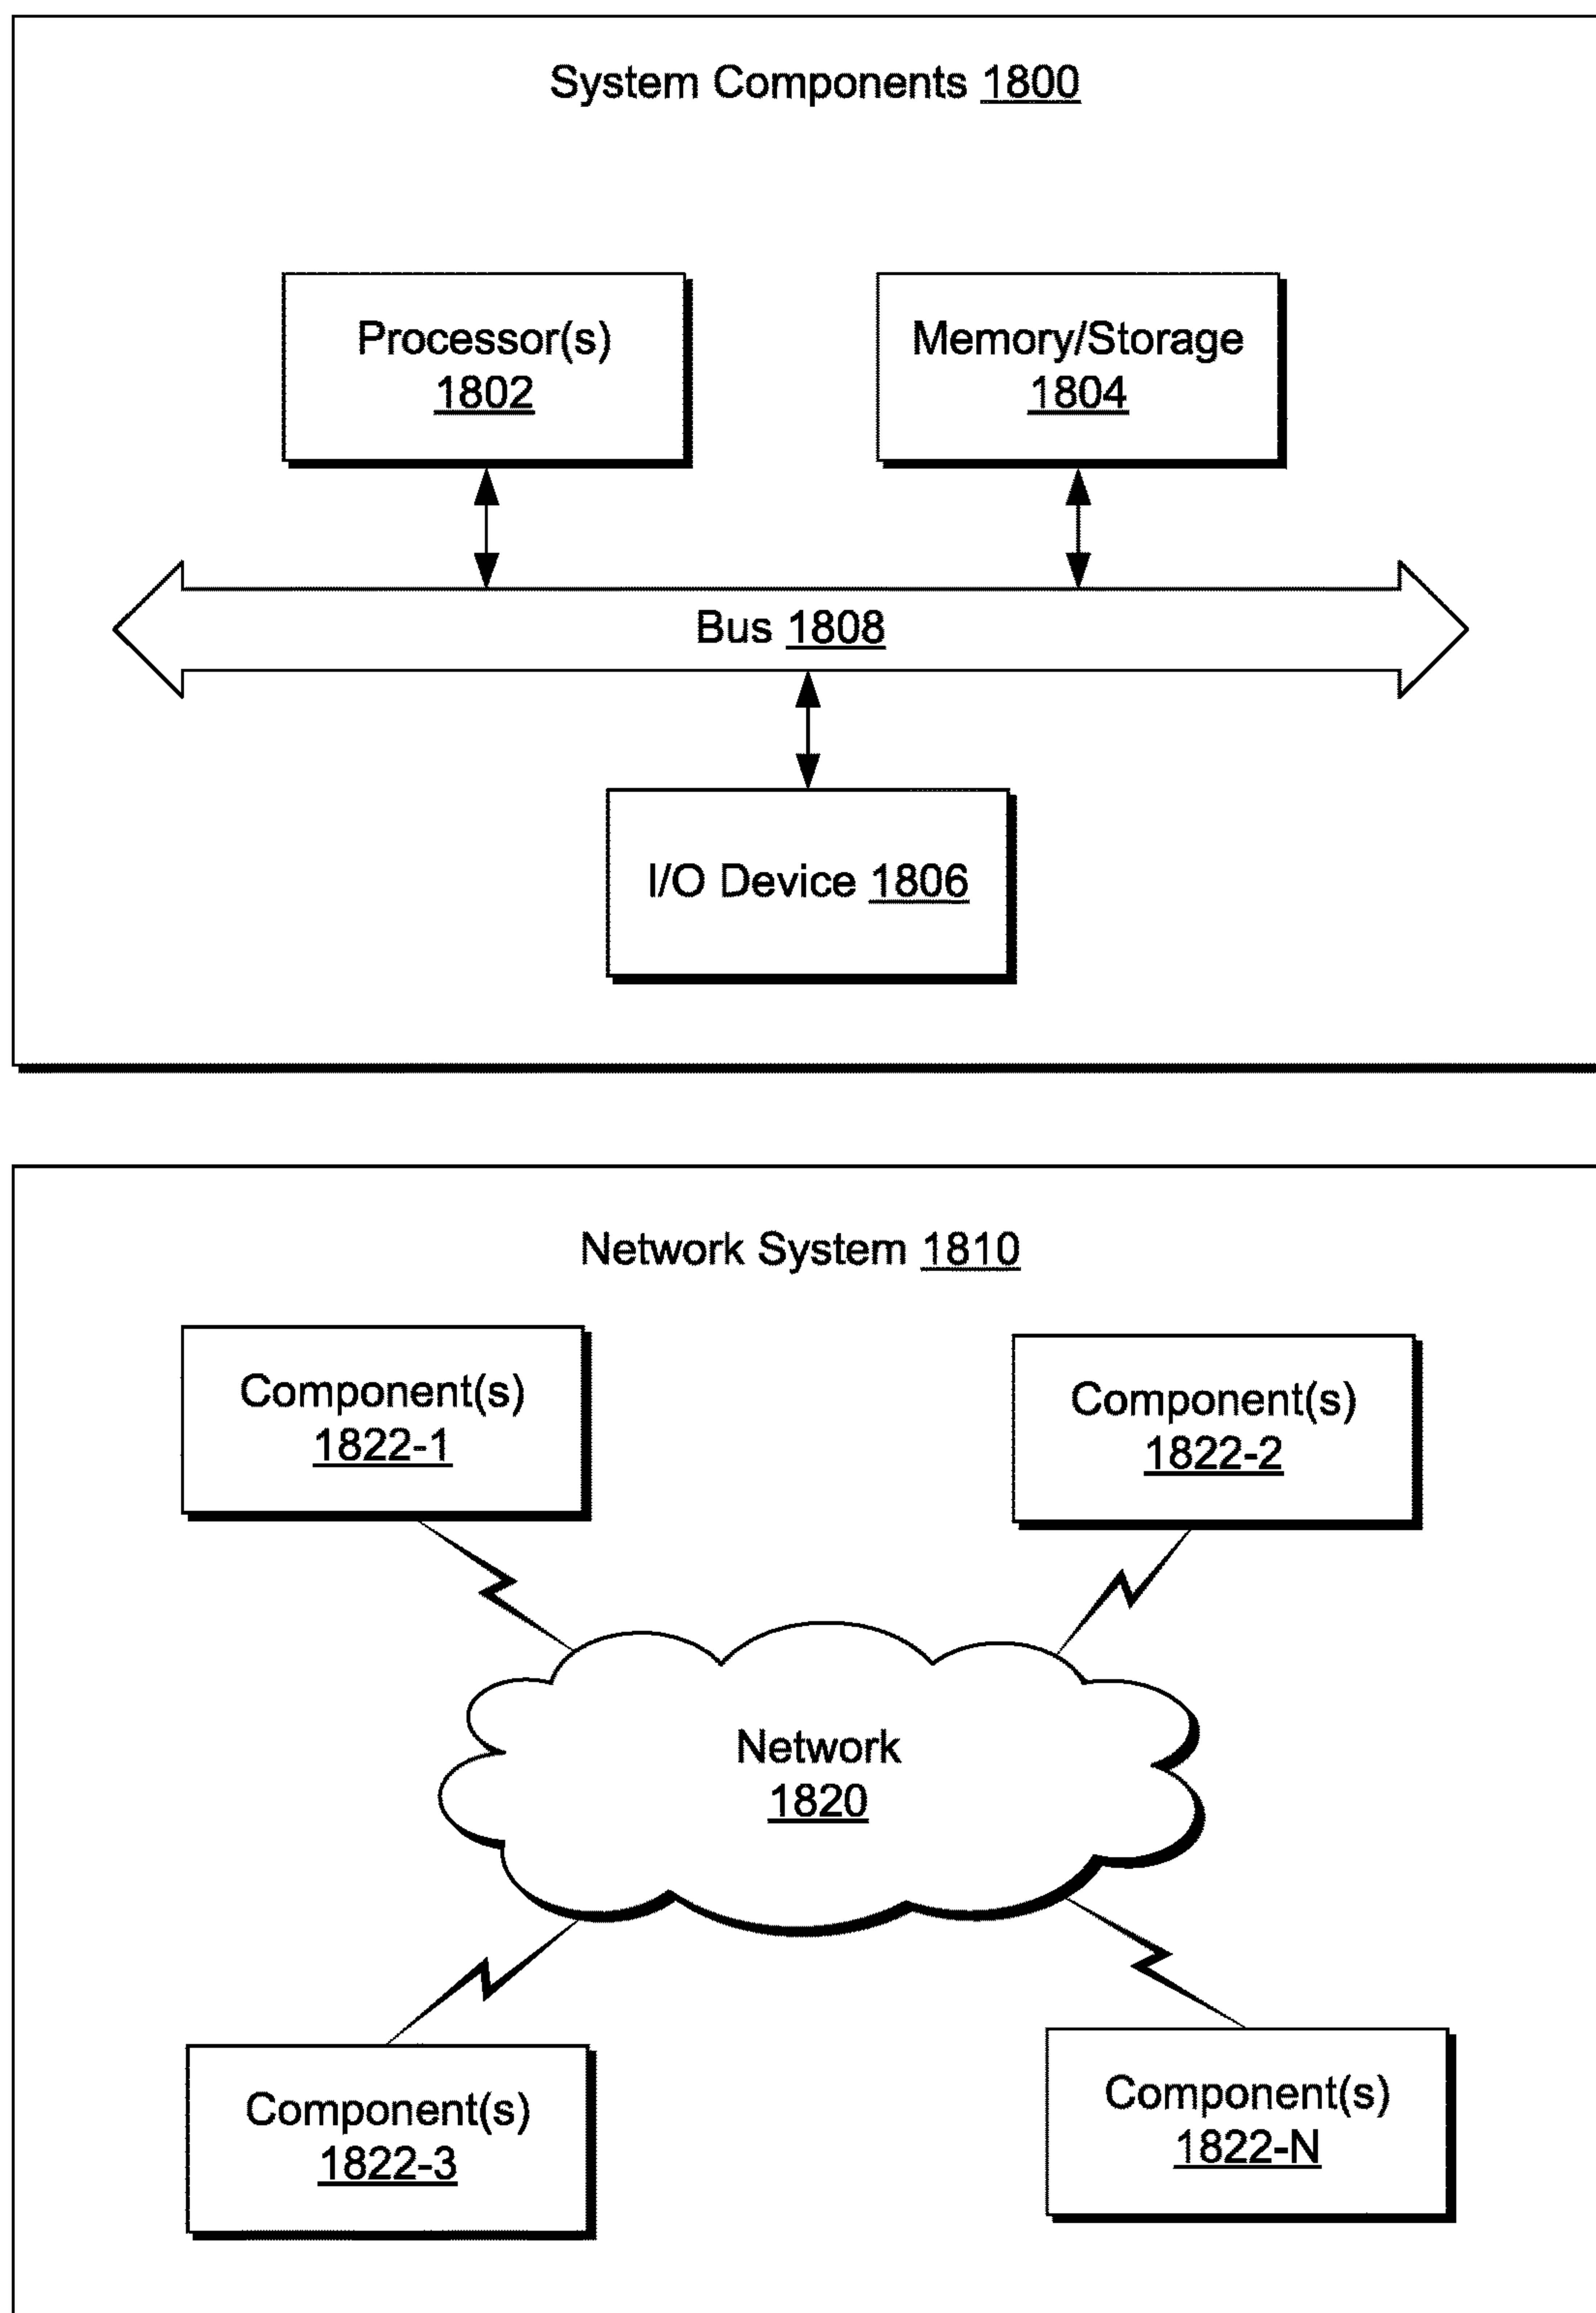 System Components 1800
Processor(s)
1802
Memory/Storage
1804
Bus 1808
I/O Device 1806
Network System 1810
Component(s)
1822-1
Component(s)
1822-2
Network
1820
Component(s)
1822-3
Component(s)
1822-N